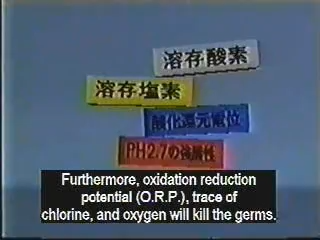 溶存酸素
溶存塩素
酸化還元電位
PH2.7の強酸性
Furthermore, oxidation reduction
potential (O.R.P.), trace of
chlorine, and oxygen will kill the germs.